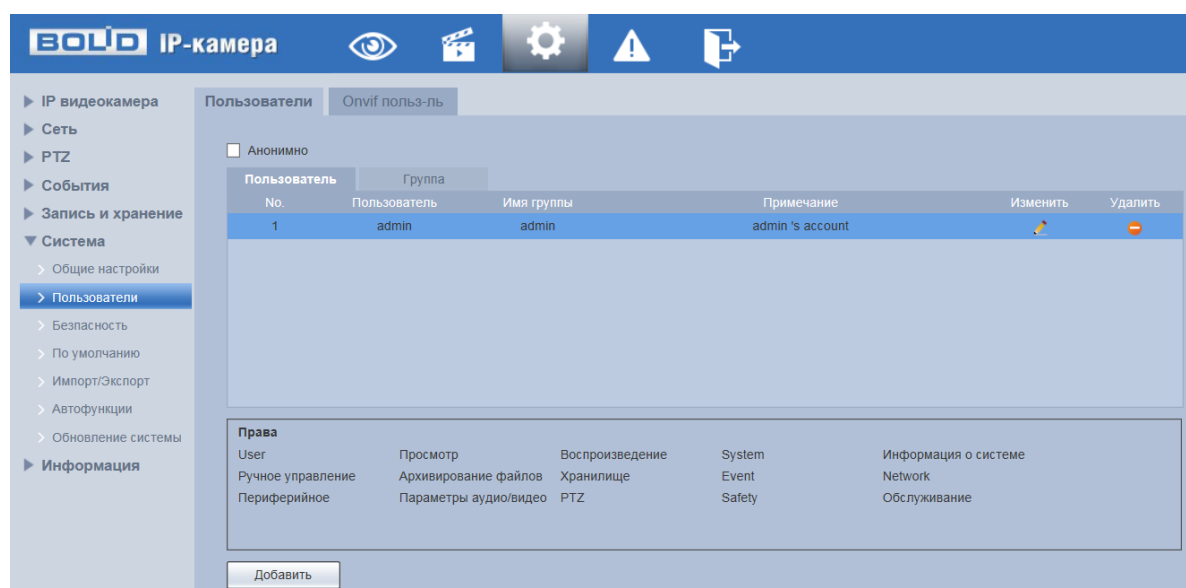 BOLID IP-камера
IP видеокамера
Сеть
PTZ
События
Запись и хранение
Система
Общие настройки
Пользователи
Безпасность
По умолчанию
Импорт/Экспорт
Автофункции
Обновление системы
Информация
Пользователи Onvif польз-ль
Анонимно
Пользователь Группа
No. Пользователь Имя группы Примечание Изменить Удалить
1 admin admin admin 's account
Права
User Просмотр Воспроизведение System Информация о системе
Ручное управление Архивирование файлов Хранилище Event Network
Периферийное Параметры аудио/видео PTZ Safety Обслуживание
Добавить